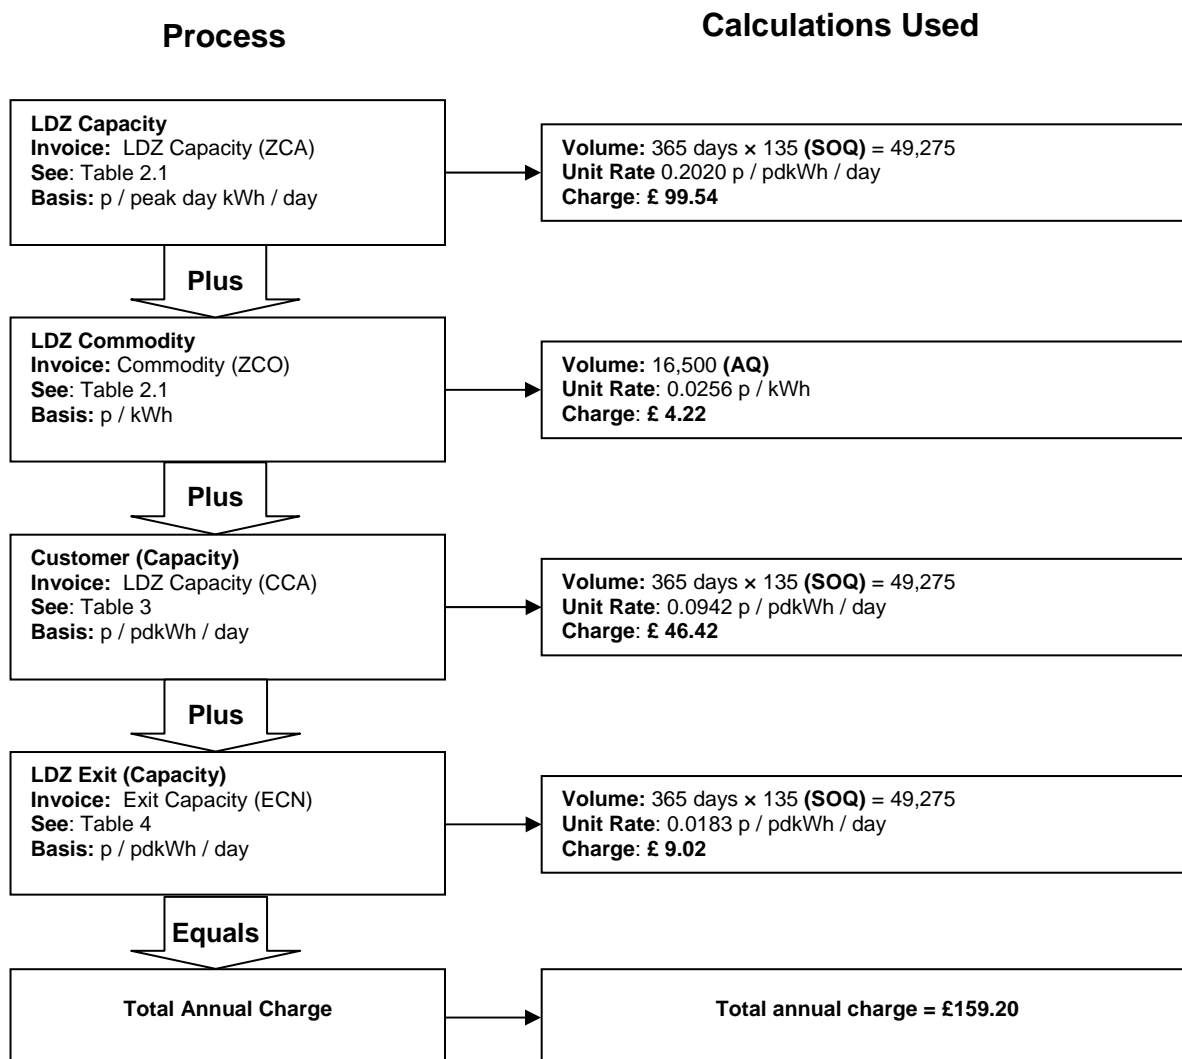 Process
Calculations Used
LDZ Capacity
Invoice: LDZ Capacity (ZCA)
See: Table 2.1
Basis: p / peak day kWh / day
Volume: 365 days × 135 (SOQ) = 49,275
Unit Rate 0.2020 p / pdkWh / day
Charge: £ 99.54
Plus
LDZ Commodity
Invoice: Commodity (ZCO)
See: Table 2.1
Basis: p / kWh
Volume: 16,500 (AQ)
Unit Rate: 0.0256 p / kWh
Charge: £ 4.22
Plus
Customer (Capacity)
Invoice: LDZ Capacity (CCA)
See: Table 3
Basis: p / pdkWh / day
Volume: 365 days × 135 (SOQ) = 49,275
Unit Rate: 0.0942 p / pdkWh / day
Charge: £ 46.42
Plus
LDZ Exit (Capacity)
Invoice: Exit Capacity (ECN)
See: Table 4
Basis: p / pdkWh / day
Volume: 365 days × 135 (SOQ) = 49,275
Unit Rate: 0.0183 p / pdkWh / day
Charge: £ 9.02
Equals
Total Annual Charge
Total annual charge = £159.20